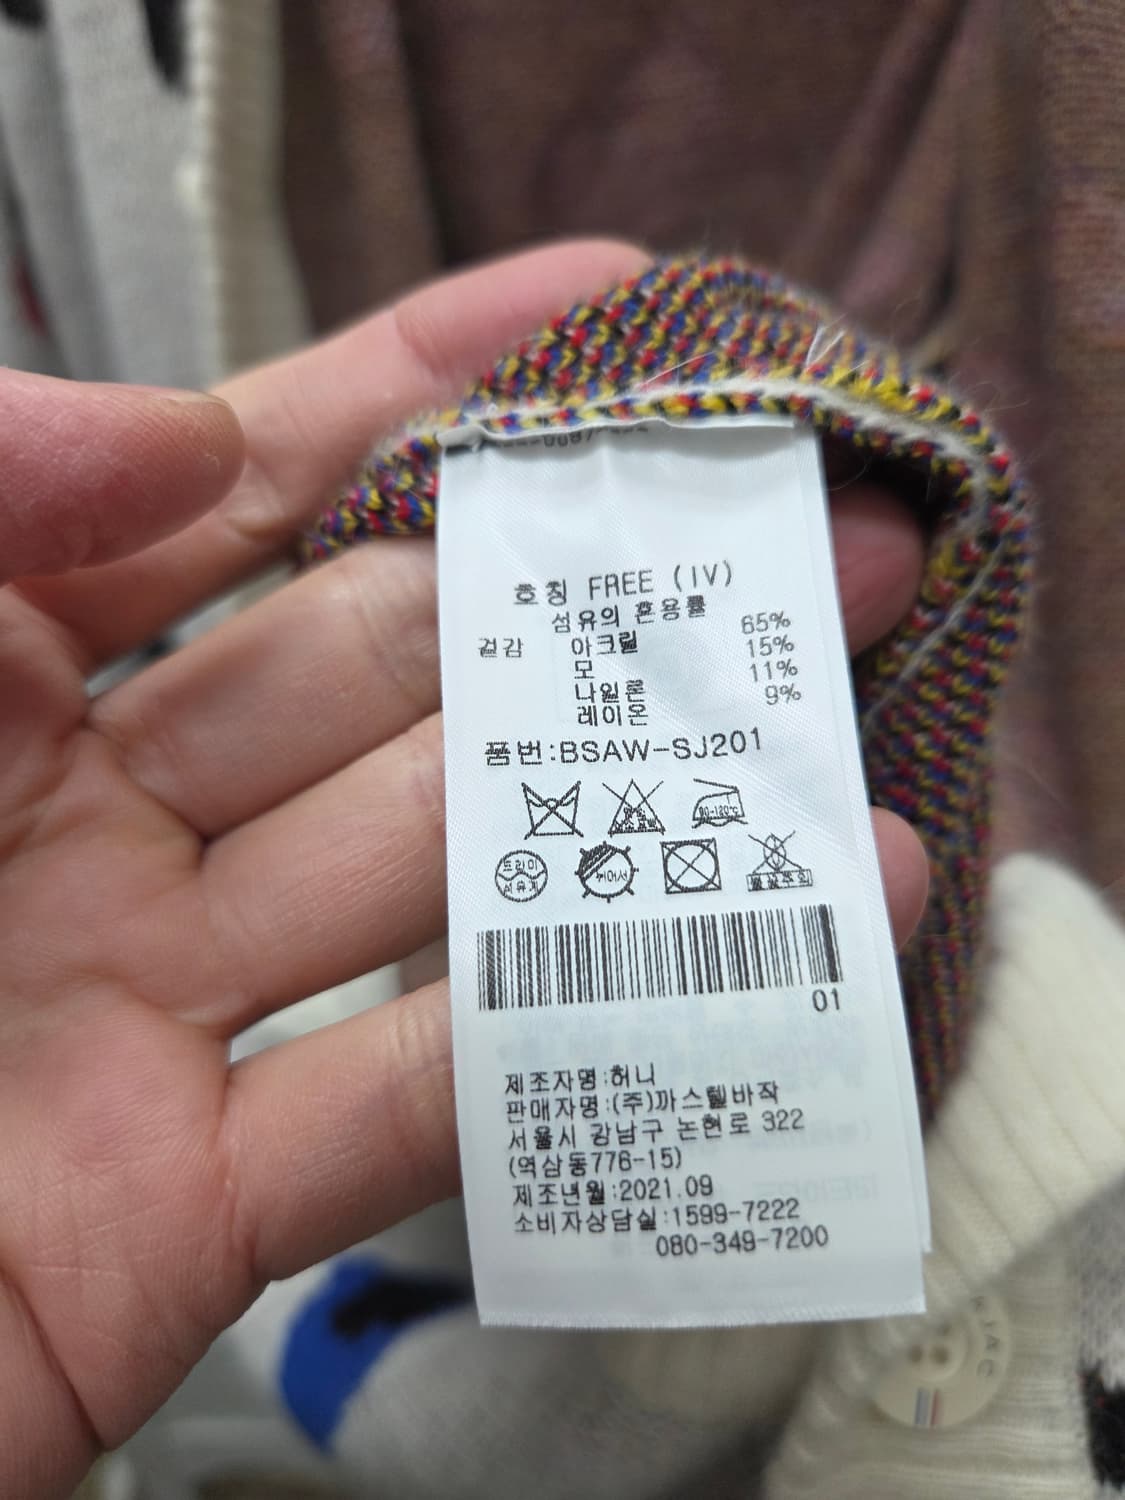 호칭 FREE (IV)
섬유의 혼용률
겉감 아크릴 65%
모 15%
나일론 11%
레이온 9%
품번:BSAW-SJ201
80-120℃
드라이
석유계
뉘어서
불꽃주의
01
제조자명:허니
판매자명:(주)까스텔바작
서울시 강남구 논현로 322
(역삼동776-15)
제조년월:2021.09
소비자상담실:1599-7222
080-349-7200